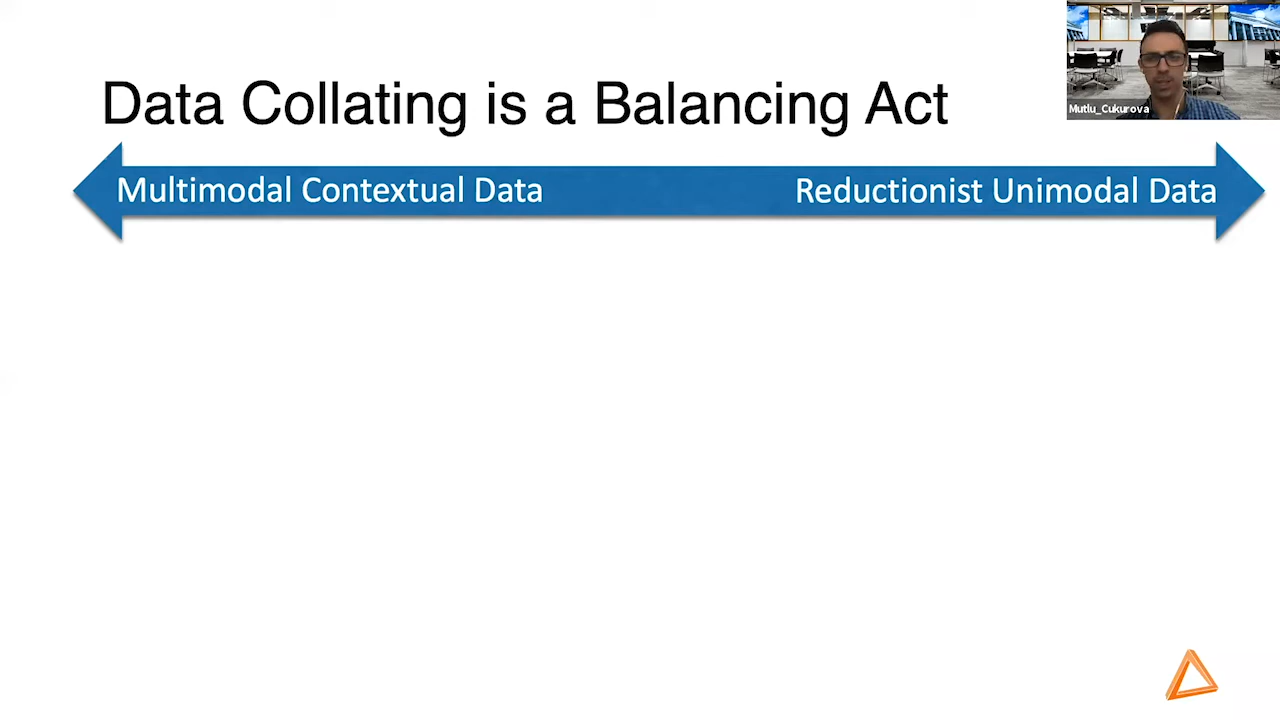 Data Collating is a Balancing Act
Mutlu_Cukurova
Multimodal Contextual Data
Reductionist Unimodal Data